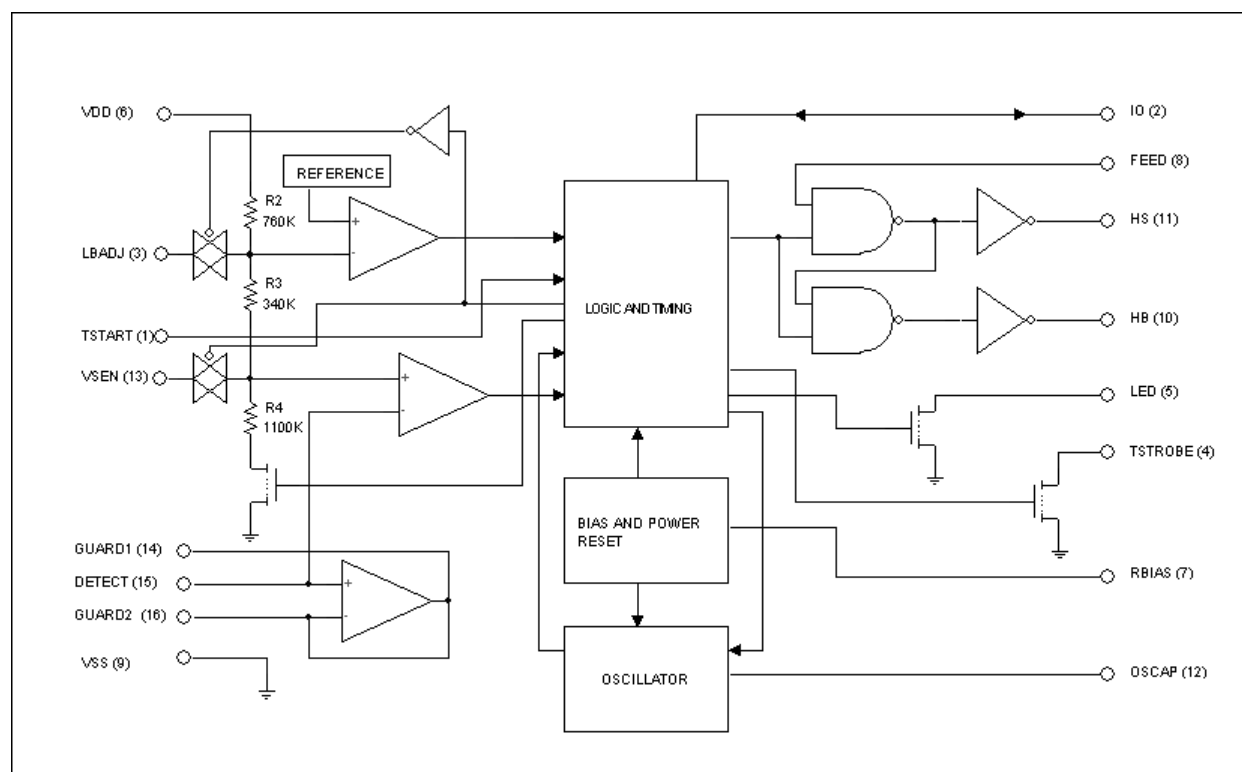 VDD (6)
IO (2)
REFERENCE
FEED (8)
R2
760K
+
HS (11)
LBADJ (3)
-
R3
340K
LOGIC AND TIMING
TSTART (1)
HB (10)
VSEN (13)
+
LED (5)
R4
1100K
-
TSTROBE (4)
BIAS AND POWER
RESET
GUARD1 (14)
DETECT (15)
+
RBIAS (7)
GUARD2 (16)
-
VSS (9)
OSCILLATOR
OSCAP (12)